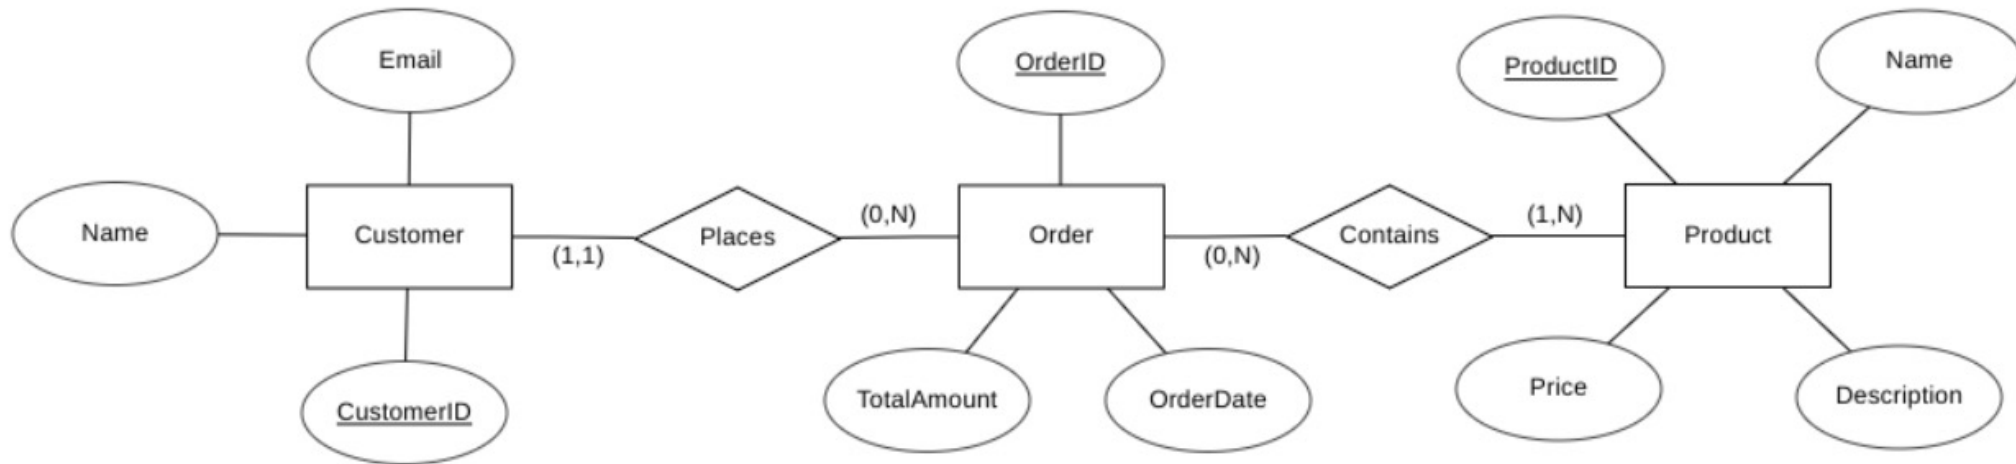 Email
OrderID
ProductID
Name
Name
Customer
(1,1)
Places
(0,N)
Order
(0,N)
Contains
(1,N)
Product
CustomerID
TotalAmount
OrderDate
Price
Description